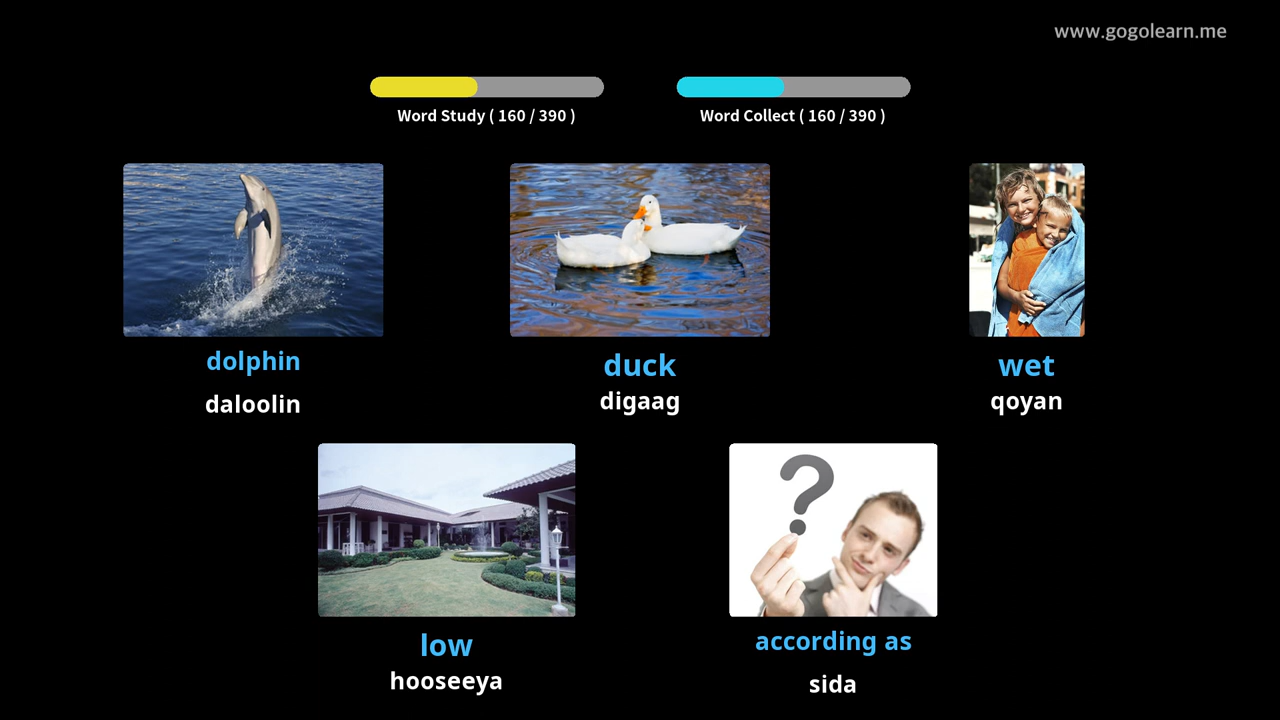 www.gogolearn.me
Word Study ( 160 / 390 )
Word Collect ( 160 / 390 )
dolphin
daloolin
duck
digaag
wet
qoyan
low
hooseeya
according as
sida